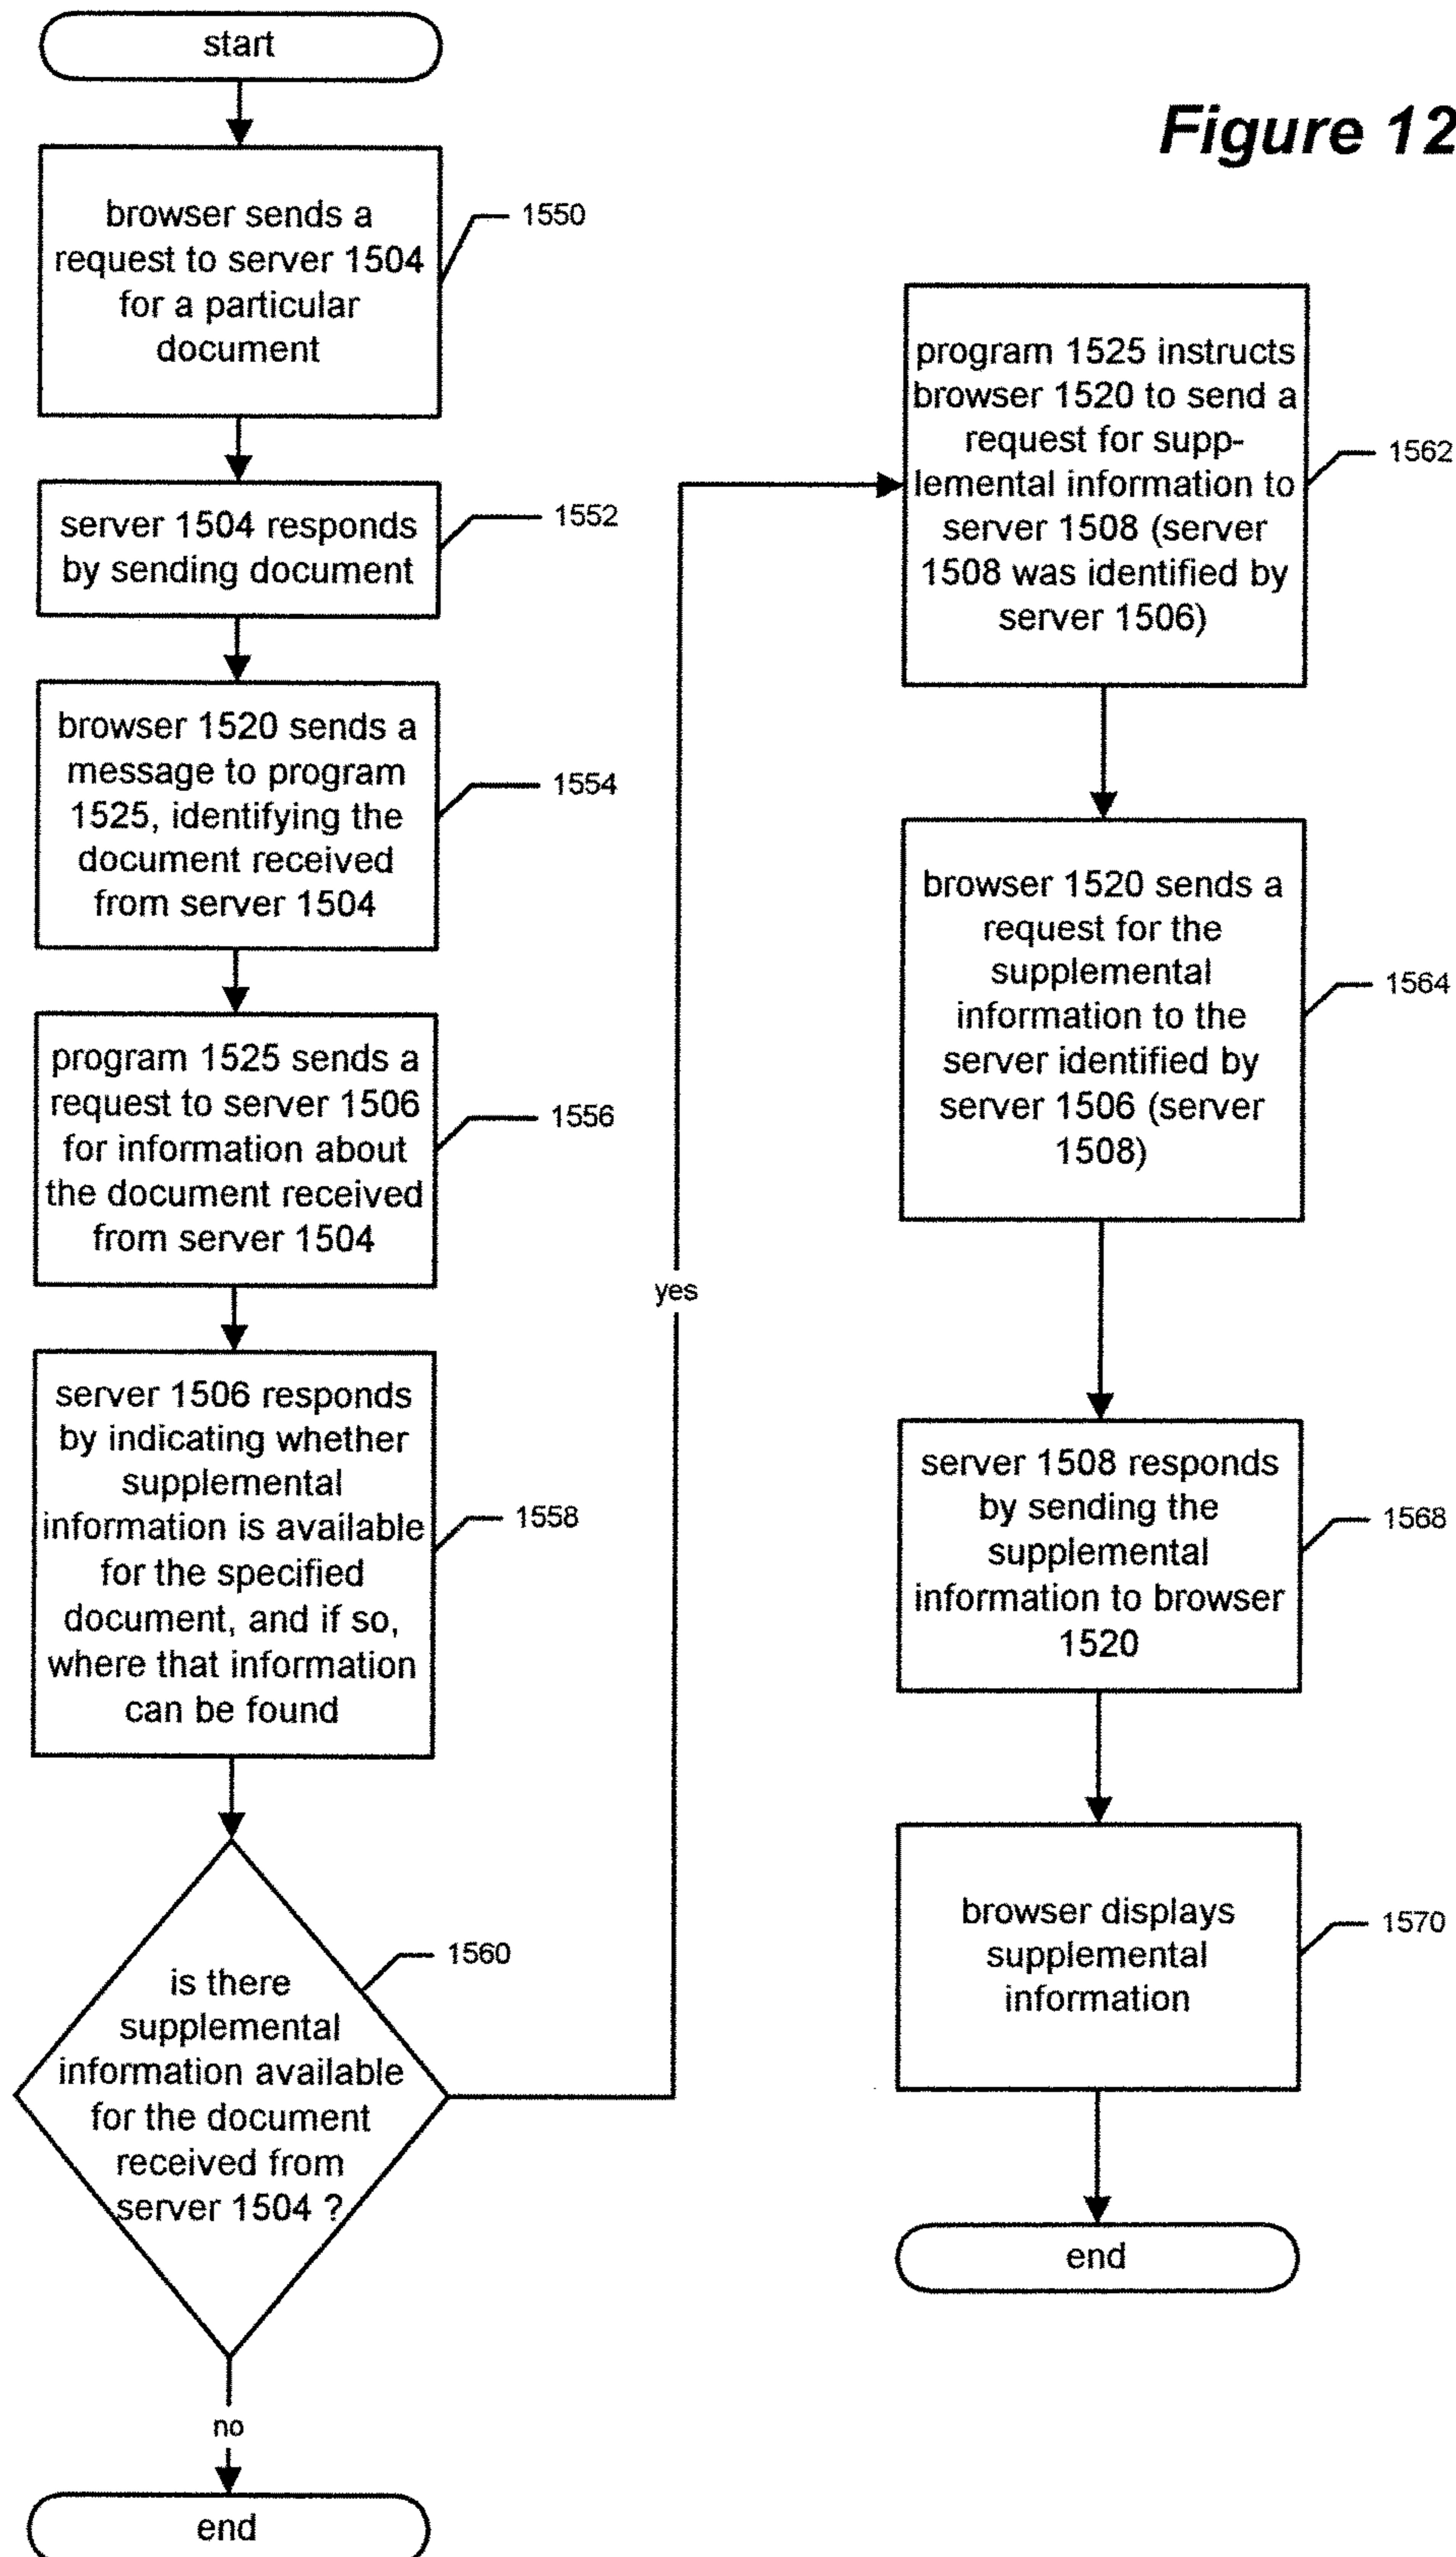 Figure 12
start
browser sends a
request to server 1504
for a particular
document
1550
server 1504 responds
by sending document
1552
browser 1520 sends a
message to program
1525, identifying the
document received
from server 1504
1554
program 1525 sends a
request to server 1506
for information about
the document received
from server 1504
1556
server 1506 responds
by indicating whether
supplemental
information is available
for the specified
document, and if so,
where that information
can be found
1558
is there
supplemental
information available
for the document
received from
server 1504 ?
1560
no
end
yes
program 1525 instructs
browser 1520 to send a
request for supp-
lemental information to
server 1508 (server
1508 was identified by
server 1506)
1562
browser 1520 sends a
request for the
supplemental
information to the
server identified by
server 1506 (server
1508)
1564
server 1508 responds
by sending the
supplemental
information to browser
1520
1568
browser displays
supplemental
information
1570
end